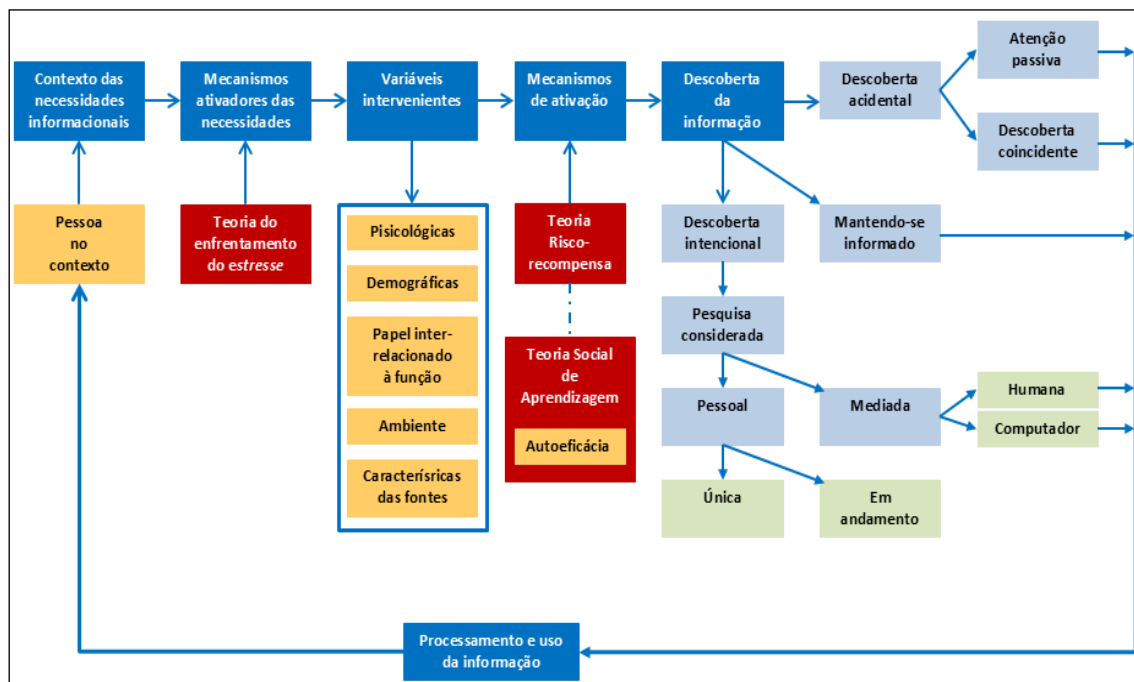 Contexto das
necessidades
informacionais
Mecanismos
ativadores das
necessidades
Variáveis
intervenientes
Mecanismos
de ativação
Descoberta
da
informação
Descoberta
acidental
Atenção
passiva
Descoberta
coincidente
Pessoa
no
contexto
Teoria do
enfrentamento
do estresse
Pisicológicas
Demográficas
Papel inter-
relacionado
à função
Ambiente
Caracterísricas
das fontes
Teoria
Risco-
recompensa
Teoria Social
de
Aprendizagem
Autoeficácia
Descoberta
intencional
Mantendo-se
informado
Pesquisa
considerada
Pessoal
Mediada
Humana
Computador
Única
Em
andamento
Processamento e uso
da informação